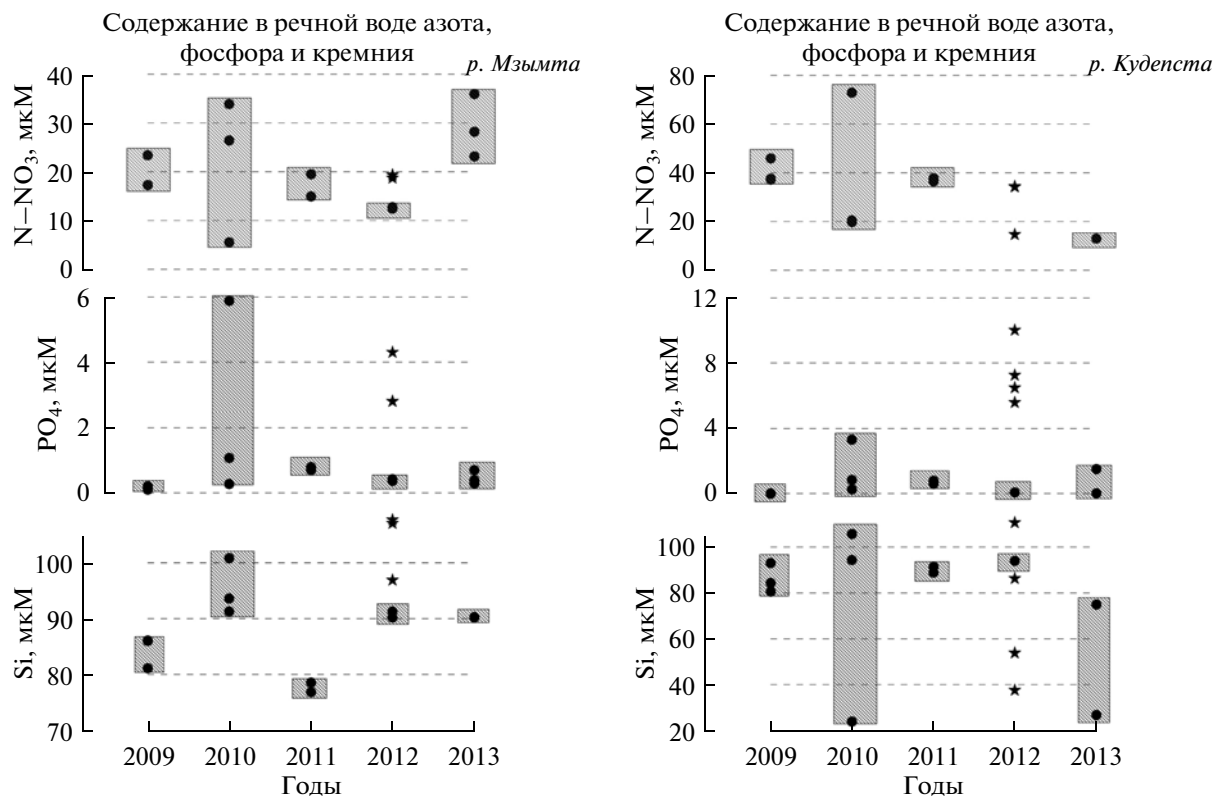 Содержание в речной воде азота,
фосфора и кремния
р. Мзымта
N–NO₃, мкМ
40
30
20
10
0
PO₄, мкМ
6
4
2
0
Si, мкМ
100
90
80
70
2009 2010 2011 2012 2013
Годы
Содержание в речной воде азота,
фосфора и кремния
р. Кудепста
N–NO₃, мкМ
80
60
40
20
0
PO₄, мкМ
12
8
4
0
Si, мкМ
100
80
60
40
20
2009 2010 2011 2012 2013
Годы